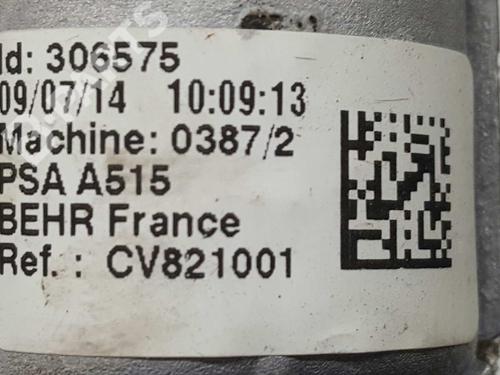 Id: 306575
09/07/14 10:09:13
Machine: 0387/2
PSA A515
BEHR France
Ref. : CV821001